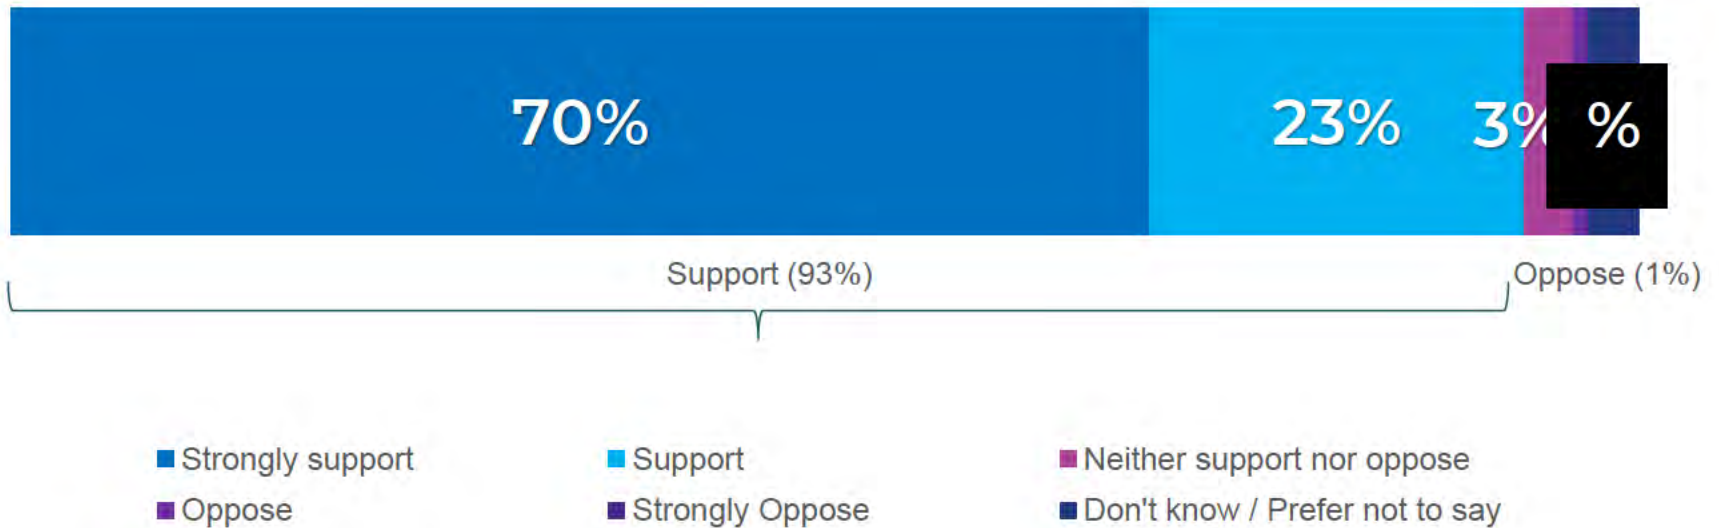 70% 23% 3% %
Support (93%) Oppose (1%)
Strongly support Support Neither support nor oppose
Oppose Strongly Oppose Don't know / Prefer not to say